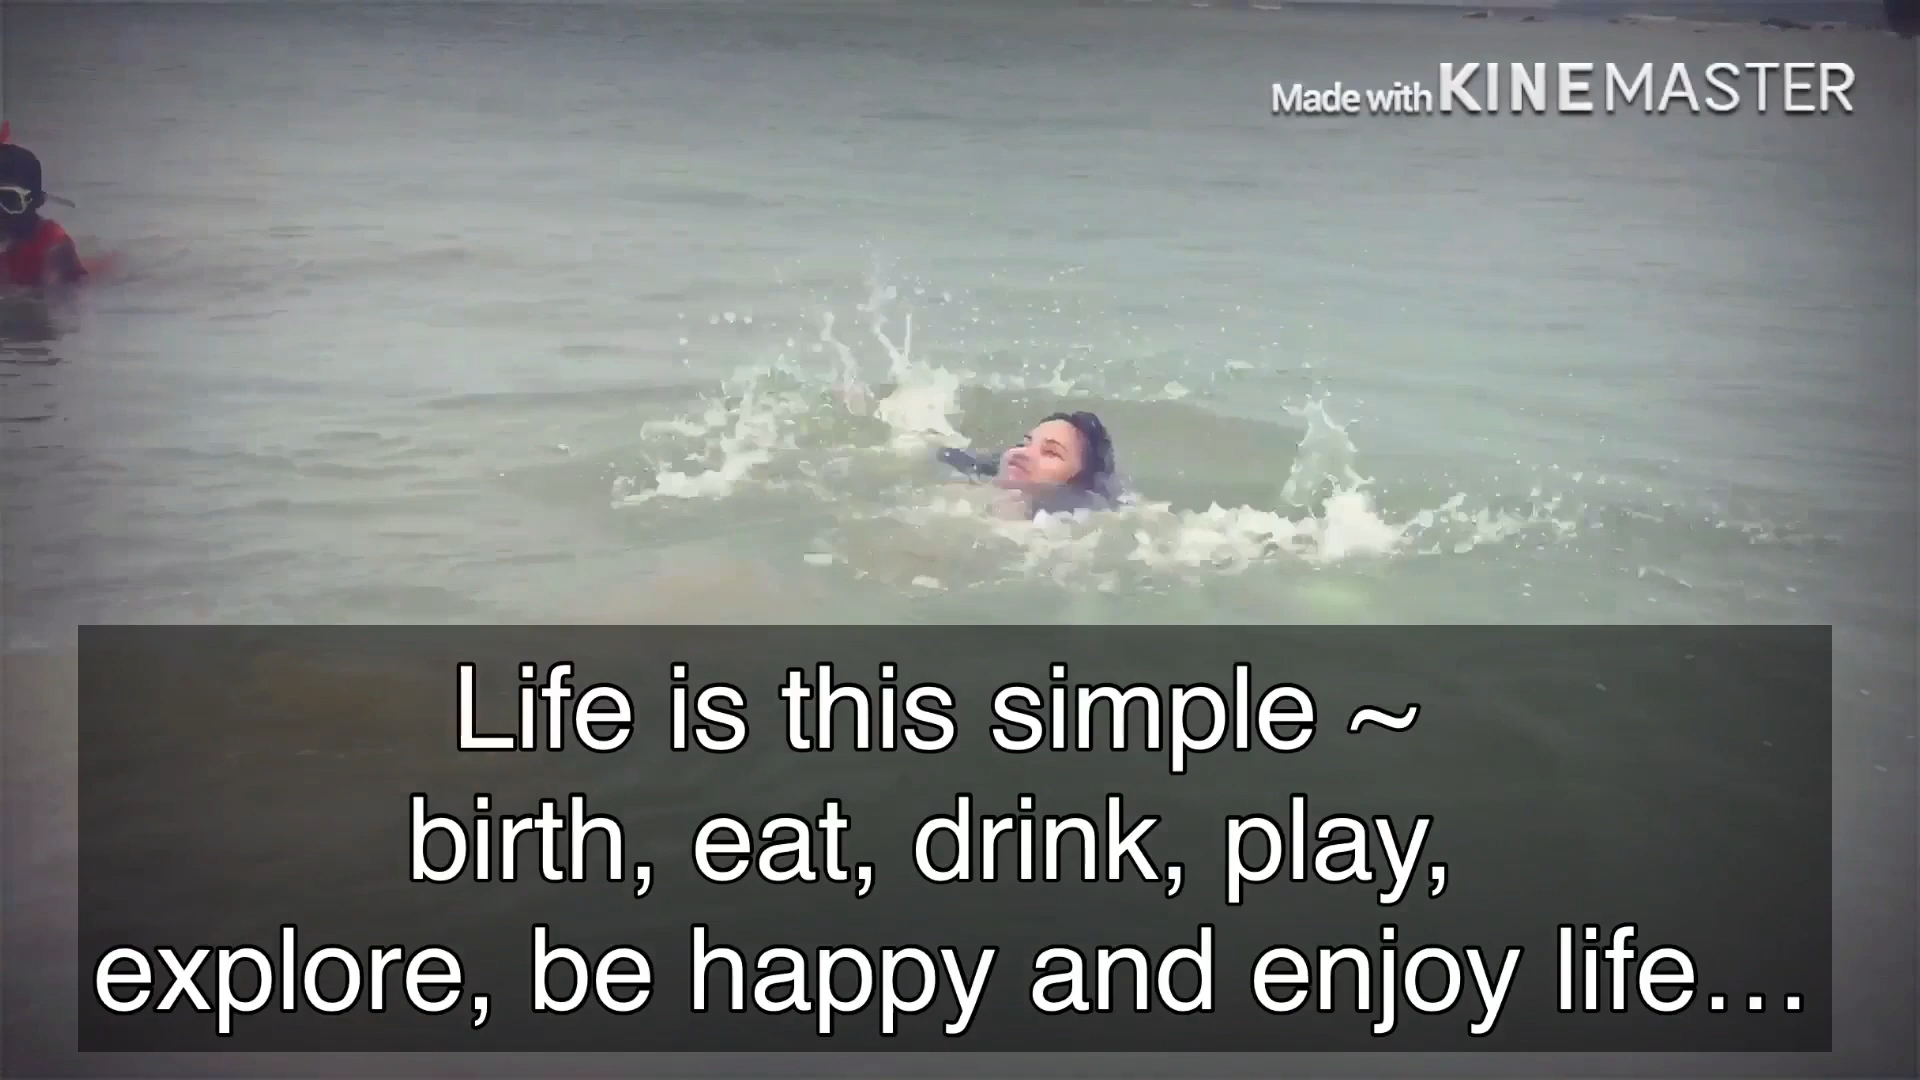 Made with KINEMASTER
Life is this simple ~
birth, eat, drink, play,
explore, be happy and enjoy life...